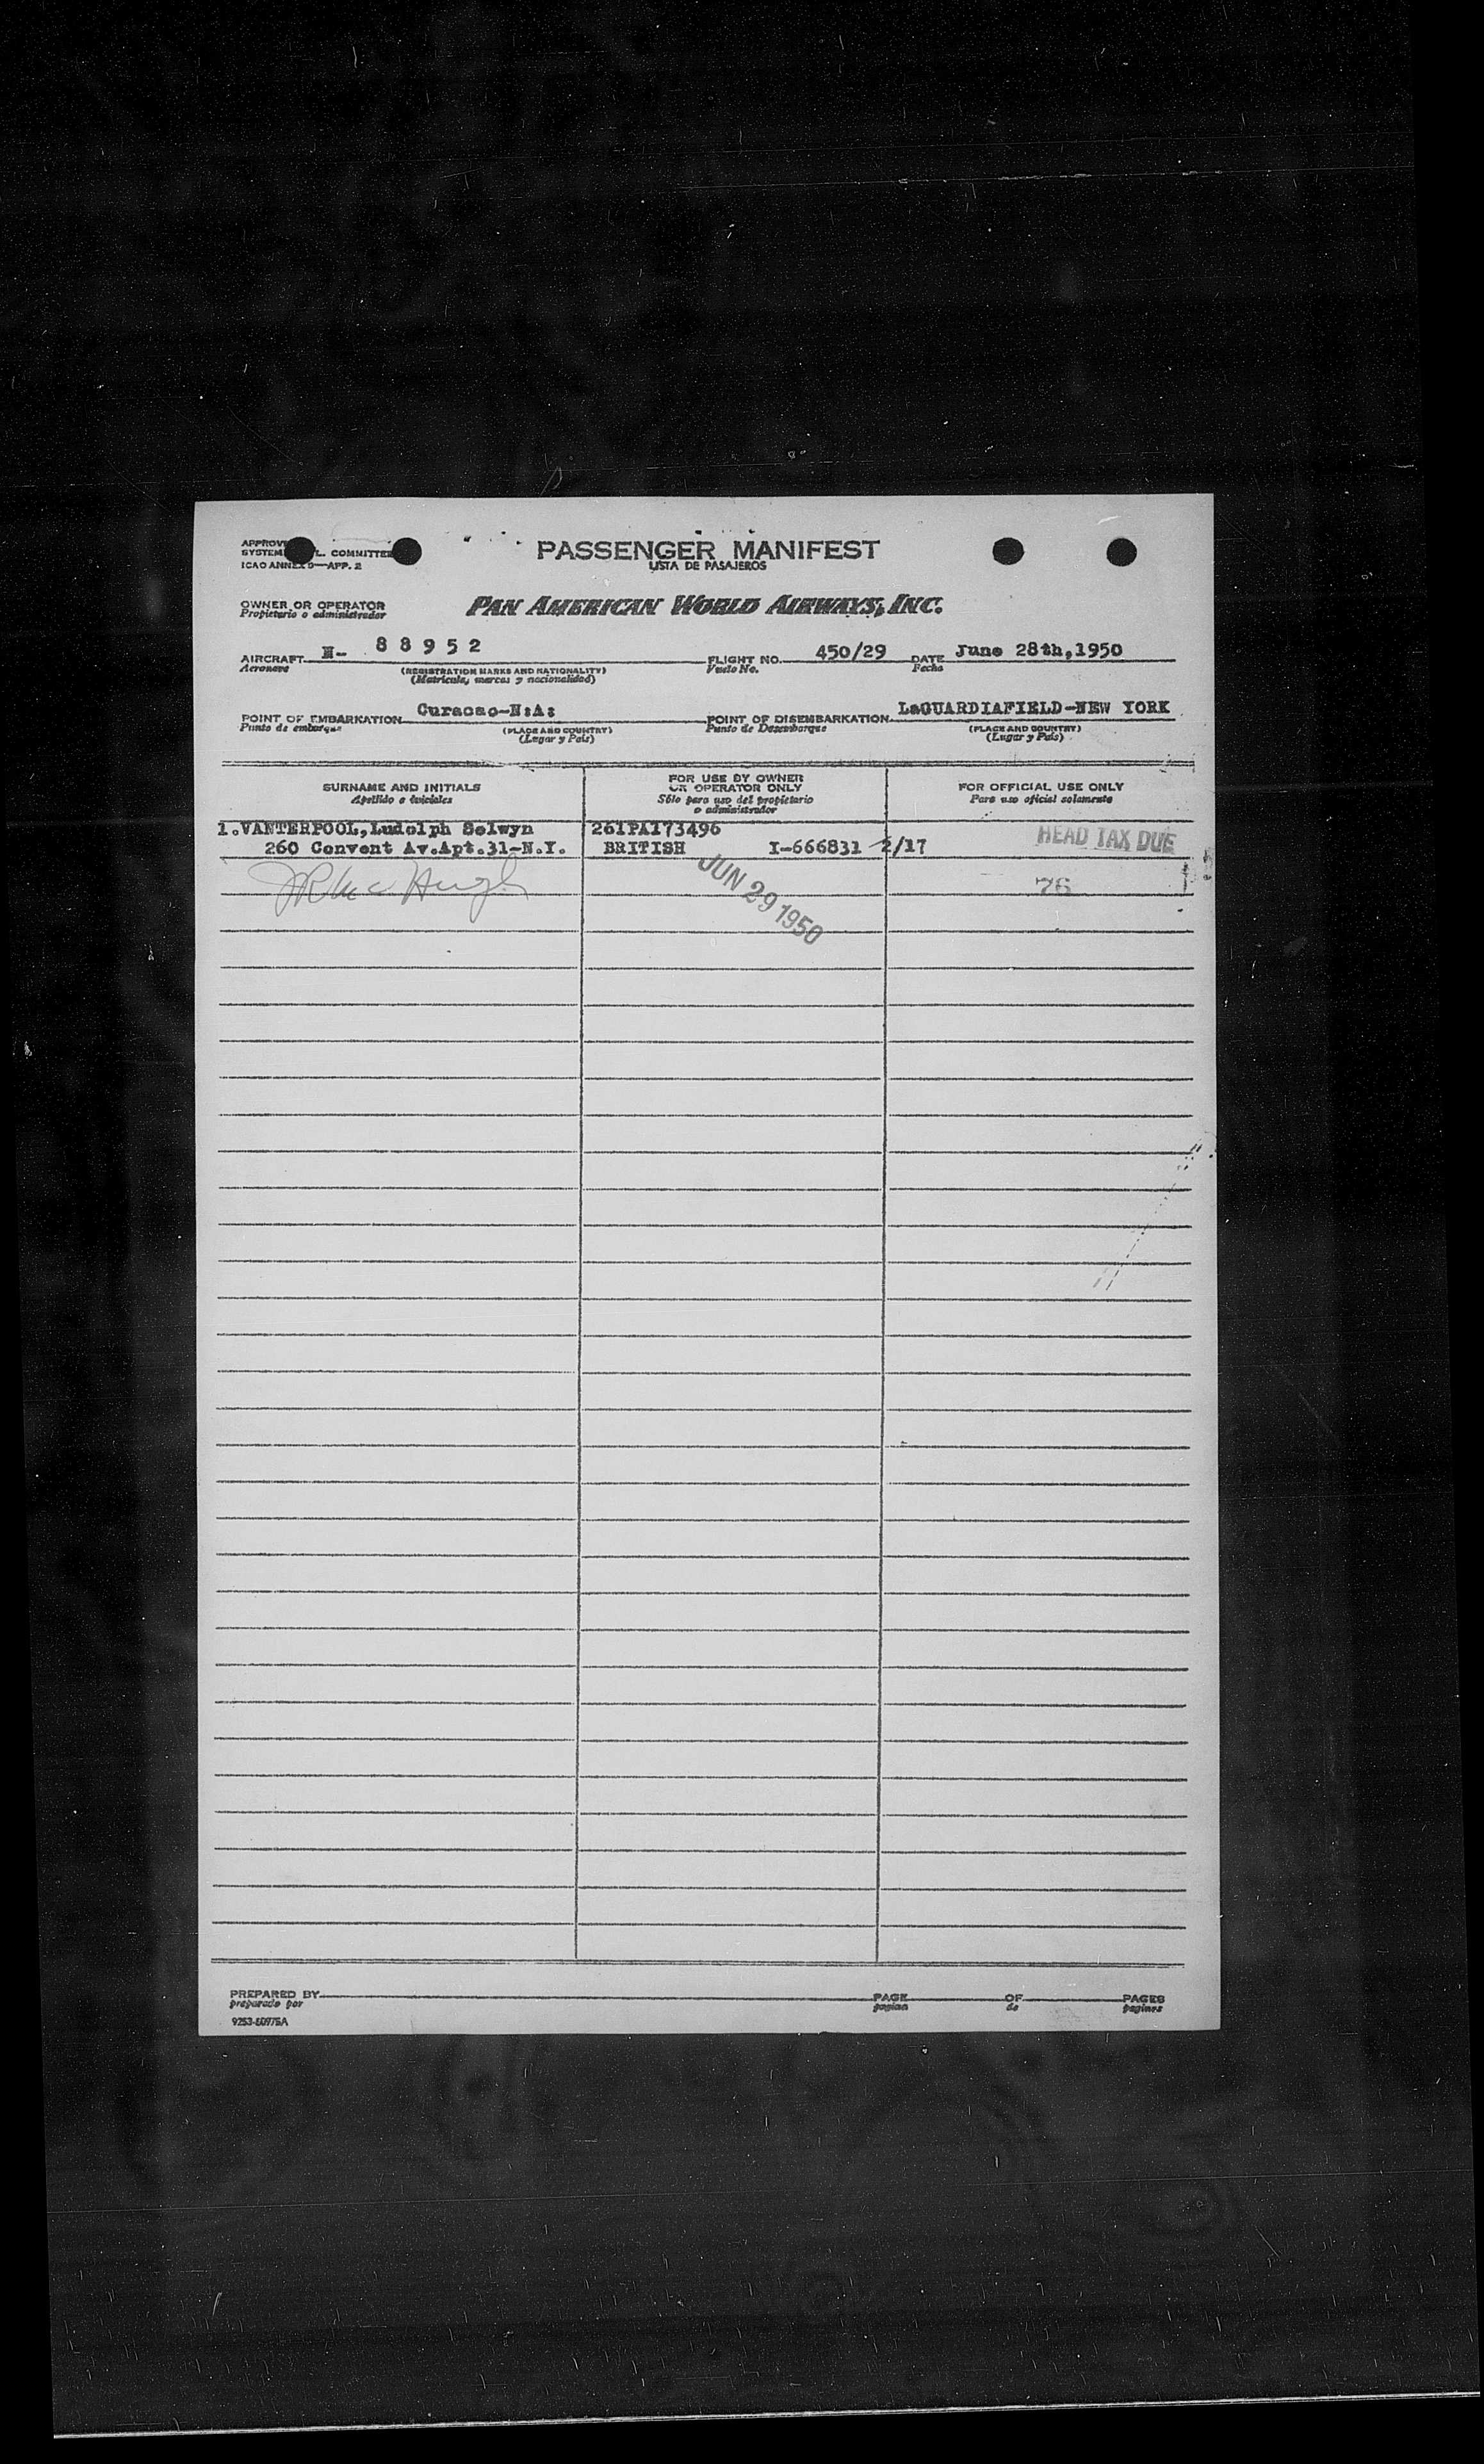 PASSENGER MANIFEST
LISTA DE PASAJEROS
COMMITTEE
ICAO ANNEX 9—APP. 2
OWNER OR OPERATOR
Propietario o administrador
PAN AMERICAN WORLD AIRWAYS, INC.
AIRCRAFT N- 88952 FLIGHT NO. 450/29 DATE June 28th,1950
Aeronave (REGISTRATION MARKS AND NATIONALITY) Vuelo No. Fecha
(Matricula, marcas y nacionalidad)
POINT OF EMBARKATION Curacao-N:A: POINT OF DISEMBARKATION LaGUARDIAFIELD-NEW YORK
Punto de embarque (PLACE AND COUNTRY) Punto de Desembarque (PLACE AND COUNTRY)
(Lugar y País) (Lugar y País)
SURNAME AND INITIALS
Apellido e iniciales
FOR USE BY OWNER
OR OPERATOR ONLY
Sólo para uso del propietario
o administrador
FOR OFFICIAL USE ONLY
Para uso oficial solamente
1.VANTERPOOL,Ludolph Selwyn 261PA173496
260 Convent Av.Apt.31-N.Y. BRITISH I-666831 2/17
HEAD TAX DUE
76
JUN 29 1950
PREPARED BY PAGE OF PAGES
preparado por pagina de paginas